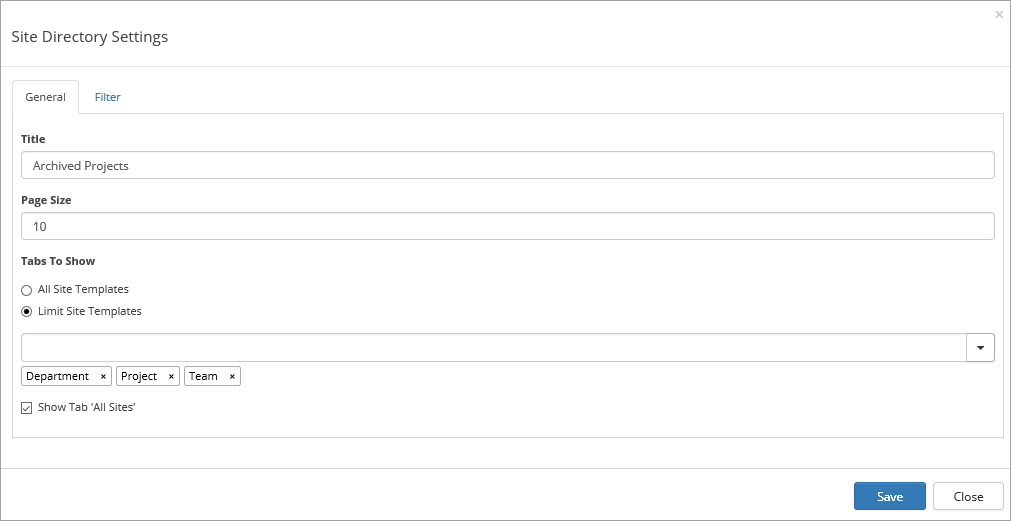 ×
Site Directory Settings
General Filter
Title
Archived Projects
Page Size
10
Tabs To Show
All Site Templates
Limit Site Templates
Department × Project × Team ×
Show Tab 'All Sites'
Save Close